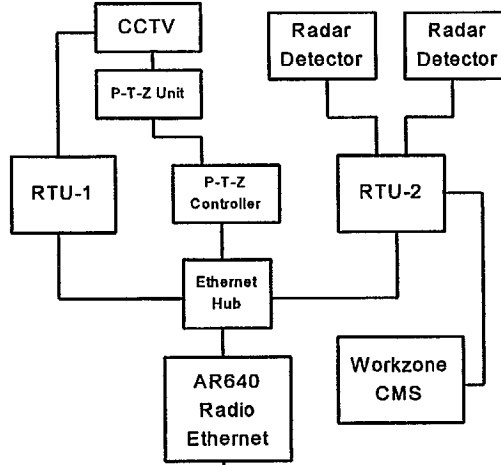 CCTV
Radar
Detector
Radar
Detector
P-T-Z Unit
RTU-1
P-T-Z
Controller
RTU-2
Ethernet
Hub
AR640
Radio
Ethernet
Workzone
CMS